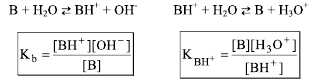 B + H₂O ⇄ BH⁺ + OH⁻
BH⁺ + H₂O ⇄ B + H₃O⁺
K_b = [BH⁺][OH⁻] / [B]
K_BH⁺ = [B][H₃O⁺] / [BH⁺]